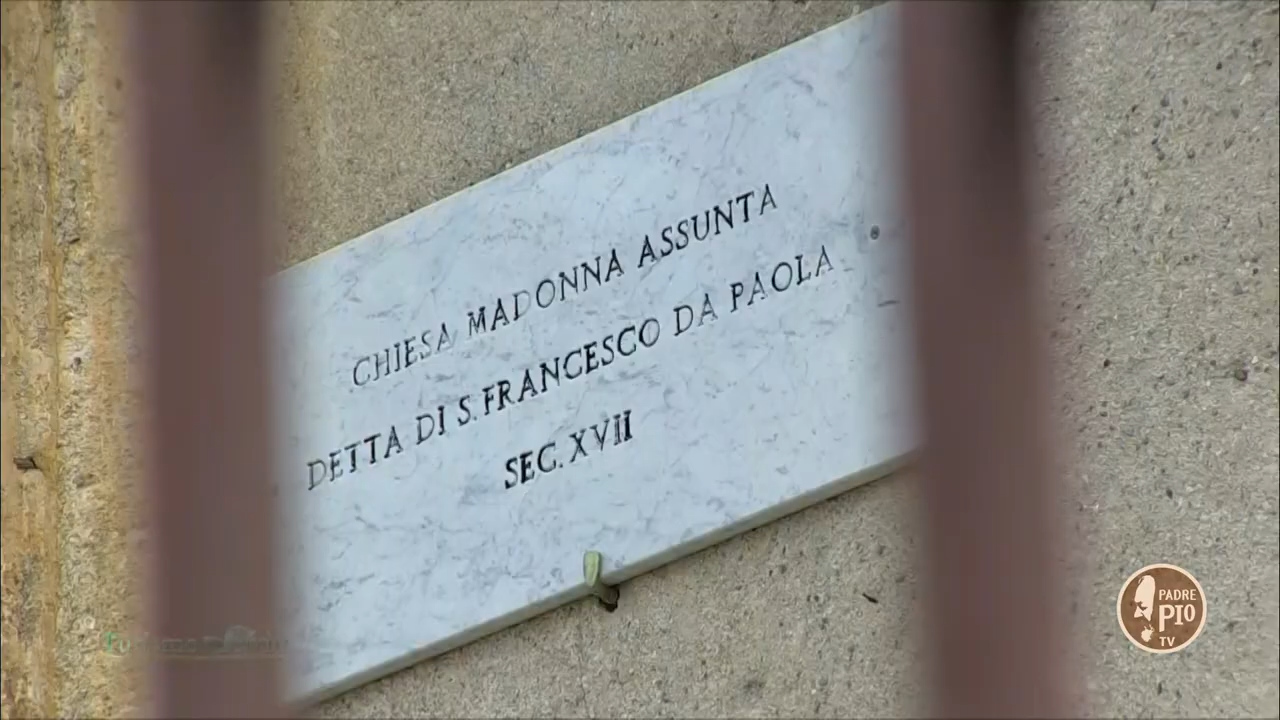 CHIESA MADONNA ASSUNTA
DETTA DI S. FRANCESCO DA PAOLA
SEC. XVII
PADRE
PIO
TV